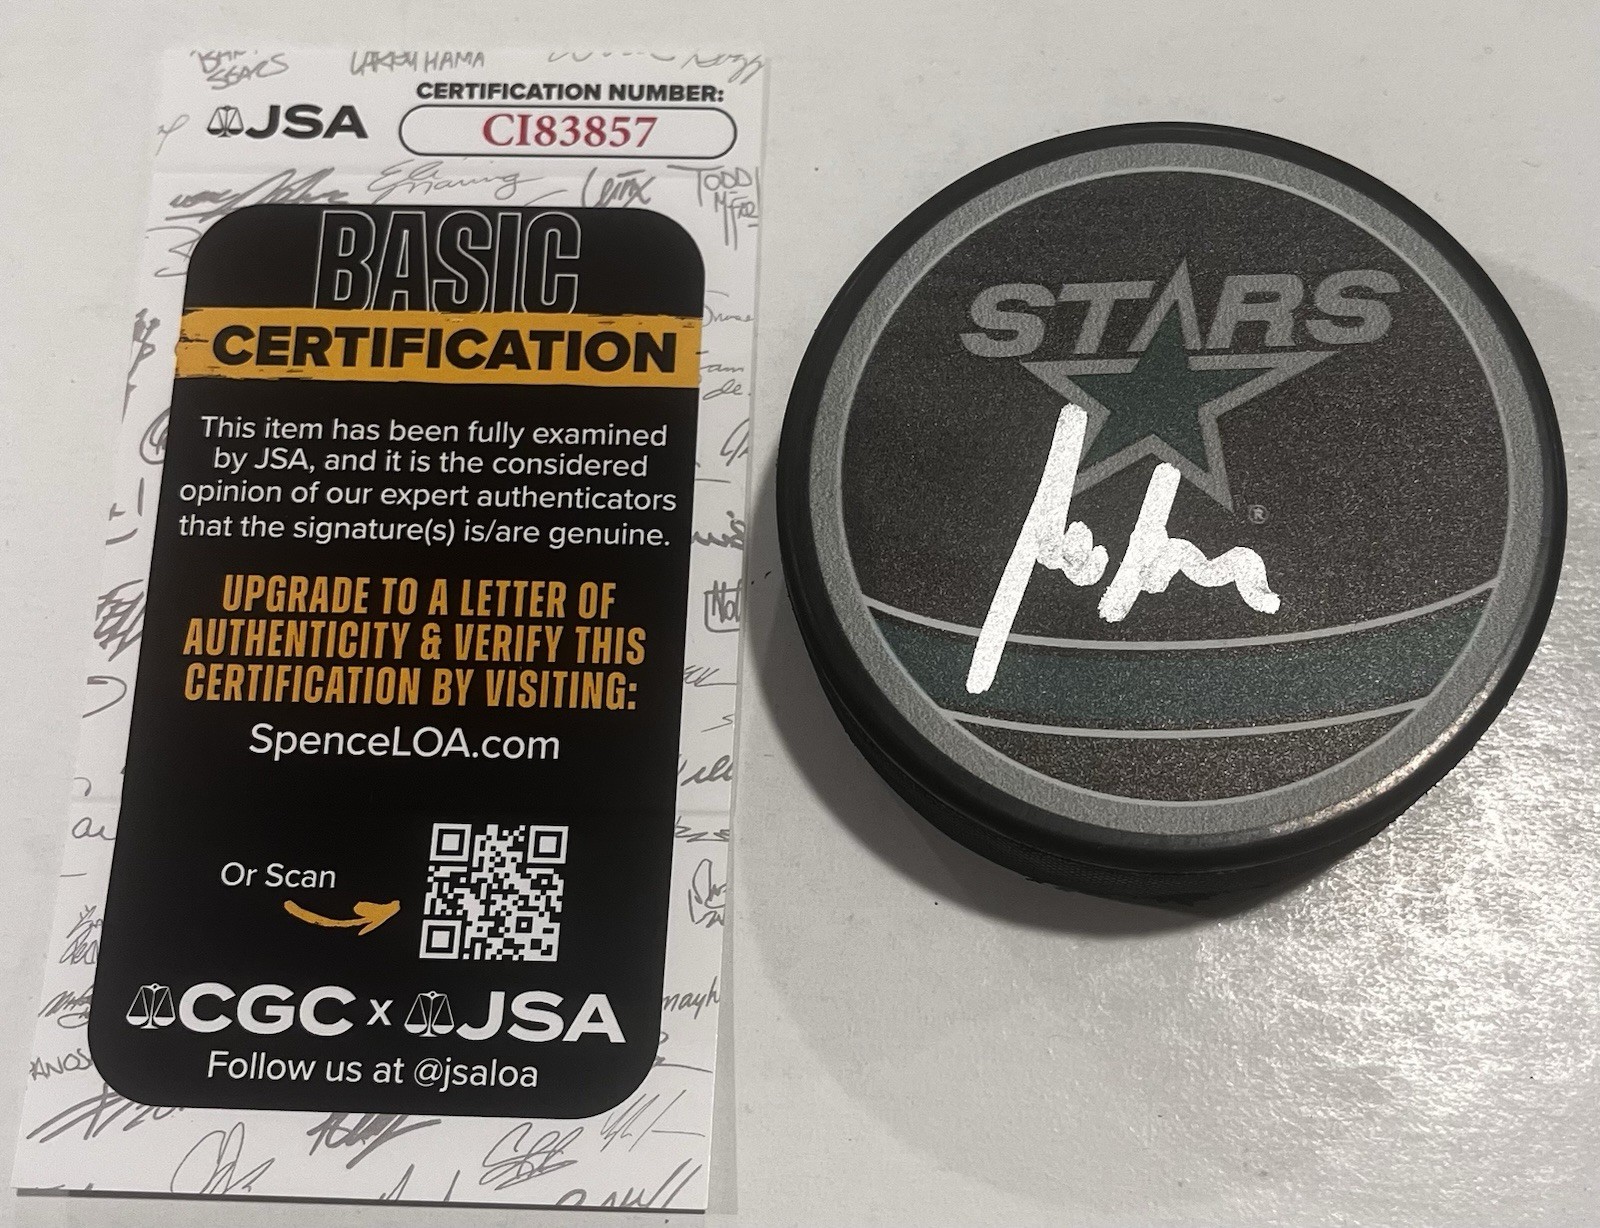 LARRY HAMA
JSA
CERTIFICATION NUMBER:
CI83857
TODD
BASIC
CERTIFICATION
This item has been fully examined
by JSA, and it is the considered
opinion of our expert authenticators
that the signature(s) is/are genuine.
UPGRADE TO A LETTER OF
AUTHENTICITY & VERIFY THIS
CERTIFICATION BY VISITING:
SpenceLOA.com
Or Scan
CGC x JSA
Follow us at @jsaloa
STARS
®